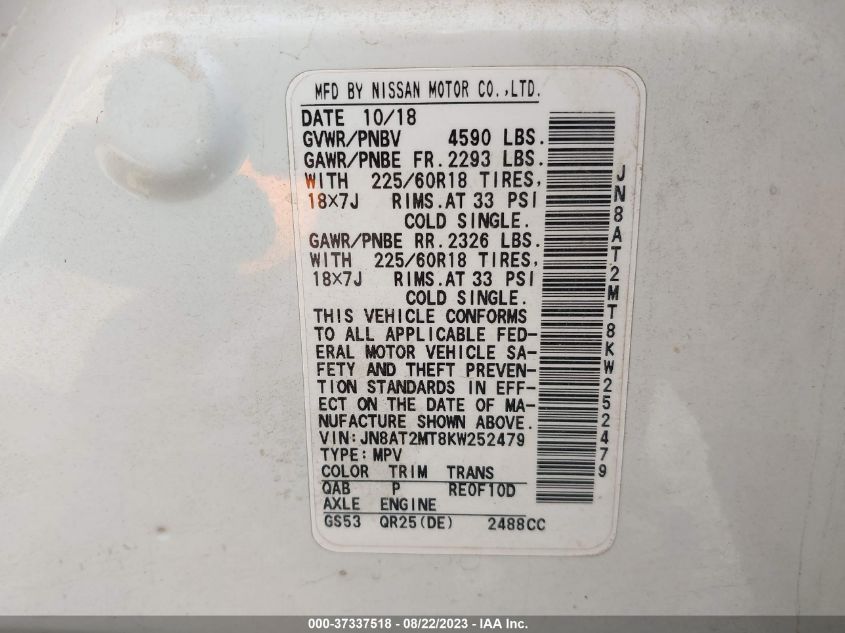 MFD BY NISSAN MOTOR CO.,LTD.
DATE 10/18
GVWR/PNBV 4590 LBS.
GAWR/PNBE FR. 2293 LBS.
WITH 225/60R18 TIRES,
18×7J RIMS. AT 33 PSI
COLD SINGLE.
GAWR/PNBE RR. 2326 LBS.
WITH 225/60R18 TIRES,
18×7J RIMS. AT 33 PSI
COLD SINGLE.
THIS VEHICLE CONFORMS
TO ALL APPLICABLE FED-
ERAL MOTOR VEHICLE SA-
FETY AND THEFT PREVEN-
TION STANDARDS IN EFF-
ECT ON THE DATE OF MA-
NUFACTURE SHOWN ABOVE.
VIN:JN8AT2MT8KW252479
TYPE:MPV
COLOR TRIM TRANS
QAB P RE0F10D
AXLE ENGINE
GS53 QR25(DE) 2488CC
JN8AT2MT8KW252479
000-37337518 - 08/22/2023 - IAA Inc.